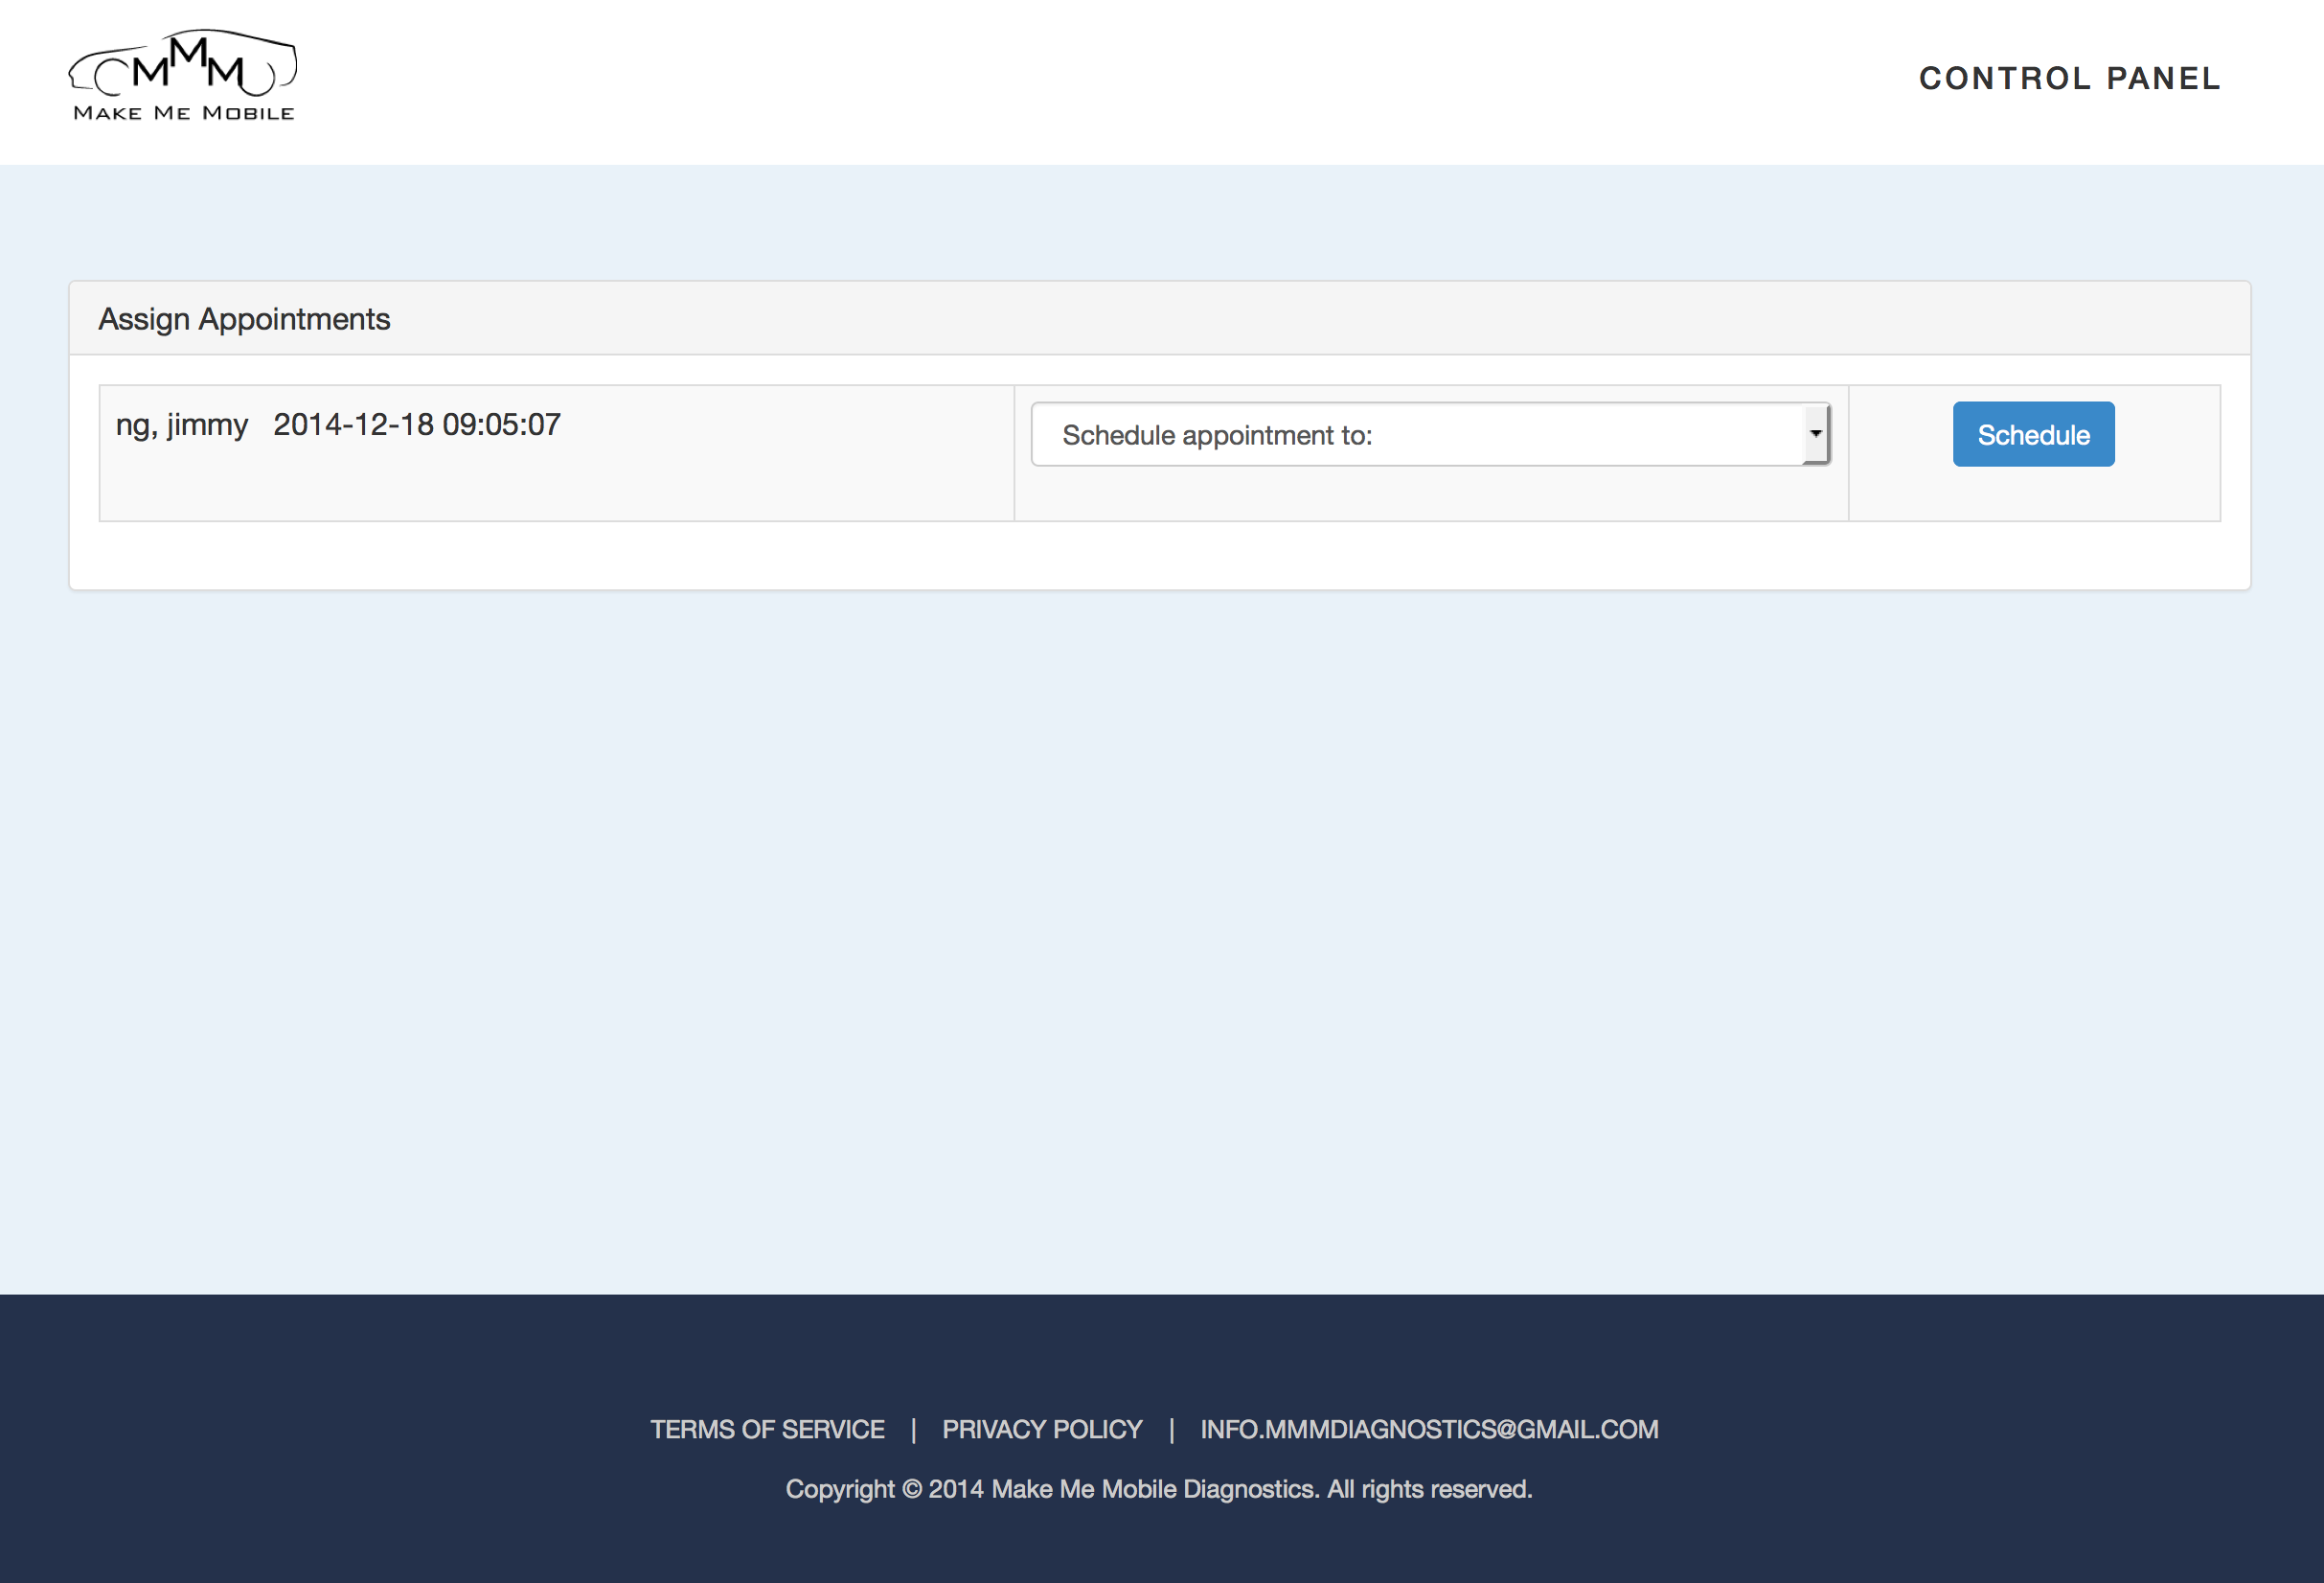 MMM
MAKE ME MOBILE
CONTROL PANEL
Assign Appointments
ng, jimmy 2014-12-18 09:05:07
Schedule appointment to:
Schedule
TERMS OF SERVICE | PRIVACY POLICY | INFO.MMMDIAGNOSTICS@GMAIL.COM
Copyright © 2014 Make Me Mobile Diagnostics. All rights reserved.